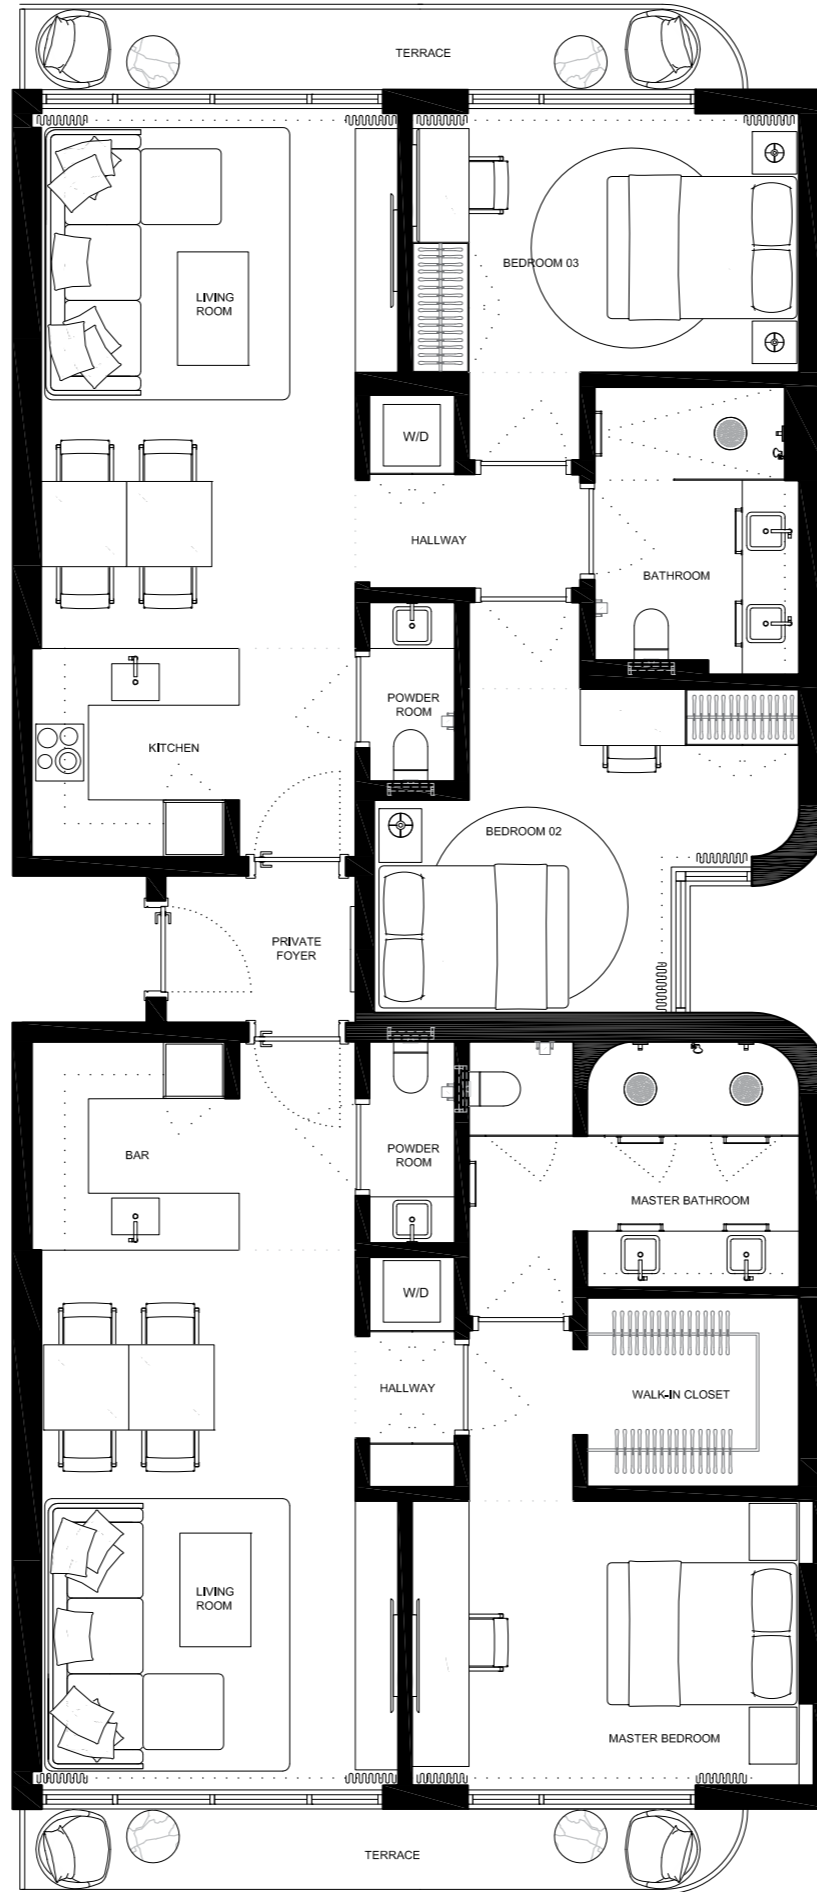 TERRACE
BEDROOM 03
LIVING
ROOM
W/D
HALLWAY
BATHROOM
POWDER
ROOM
KITCHEN
BEDROOM 02
PRIVATE
FOYER
BAR
POWDER
ROOM
MASTER BATHROOM
W/D
HALLWAY
WALK-IN CLOSET
LIVING
ROOM
MASTER BEDROOM
TERRACE